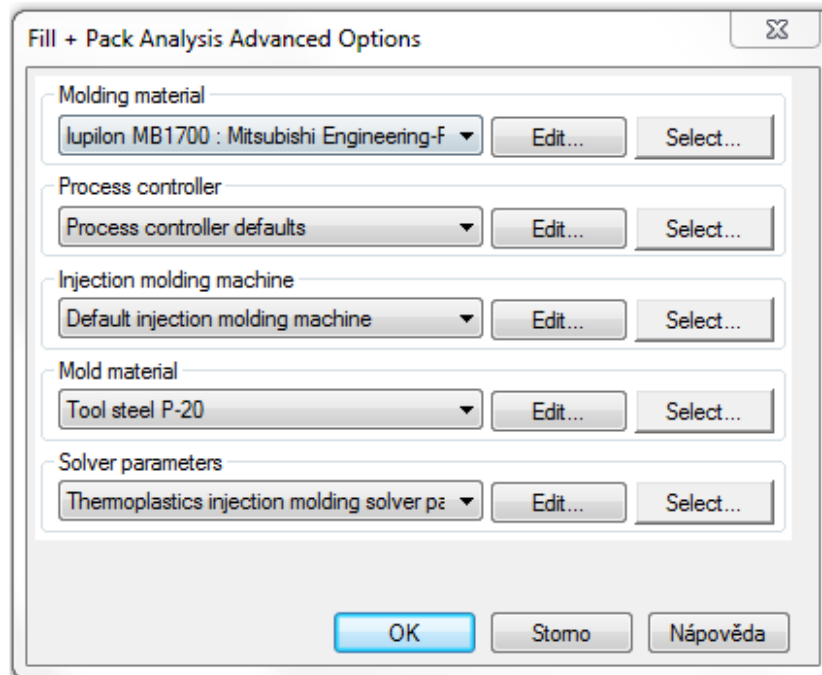 Fill + Pack Analysis Advanced Options
Molding material
Iupilon MB1700 : Mitsubishi Engineering-F Edit... Select...
Process controller
Process controller defaults Edit... Select...
Injection molding machine
Default injection molding machine Edit... Select...
Mold material
Tool steel P-20 Edit... Select...
Solver parameters
Thermoplastics injection molding solver pa Edit... Select...
OK Storno Nápověda